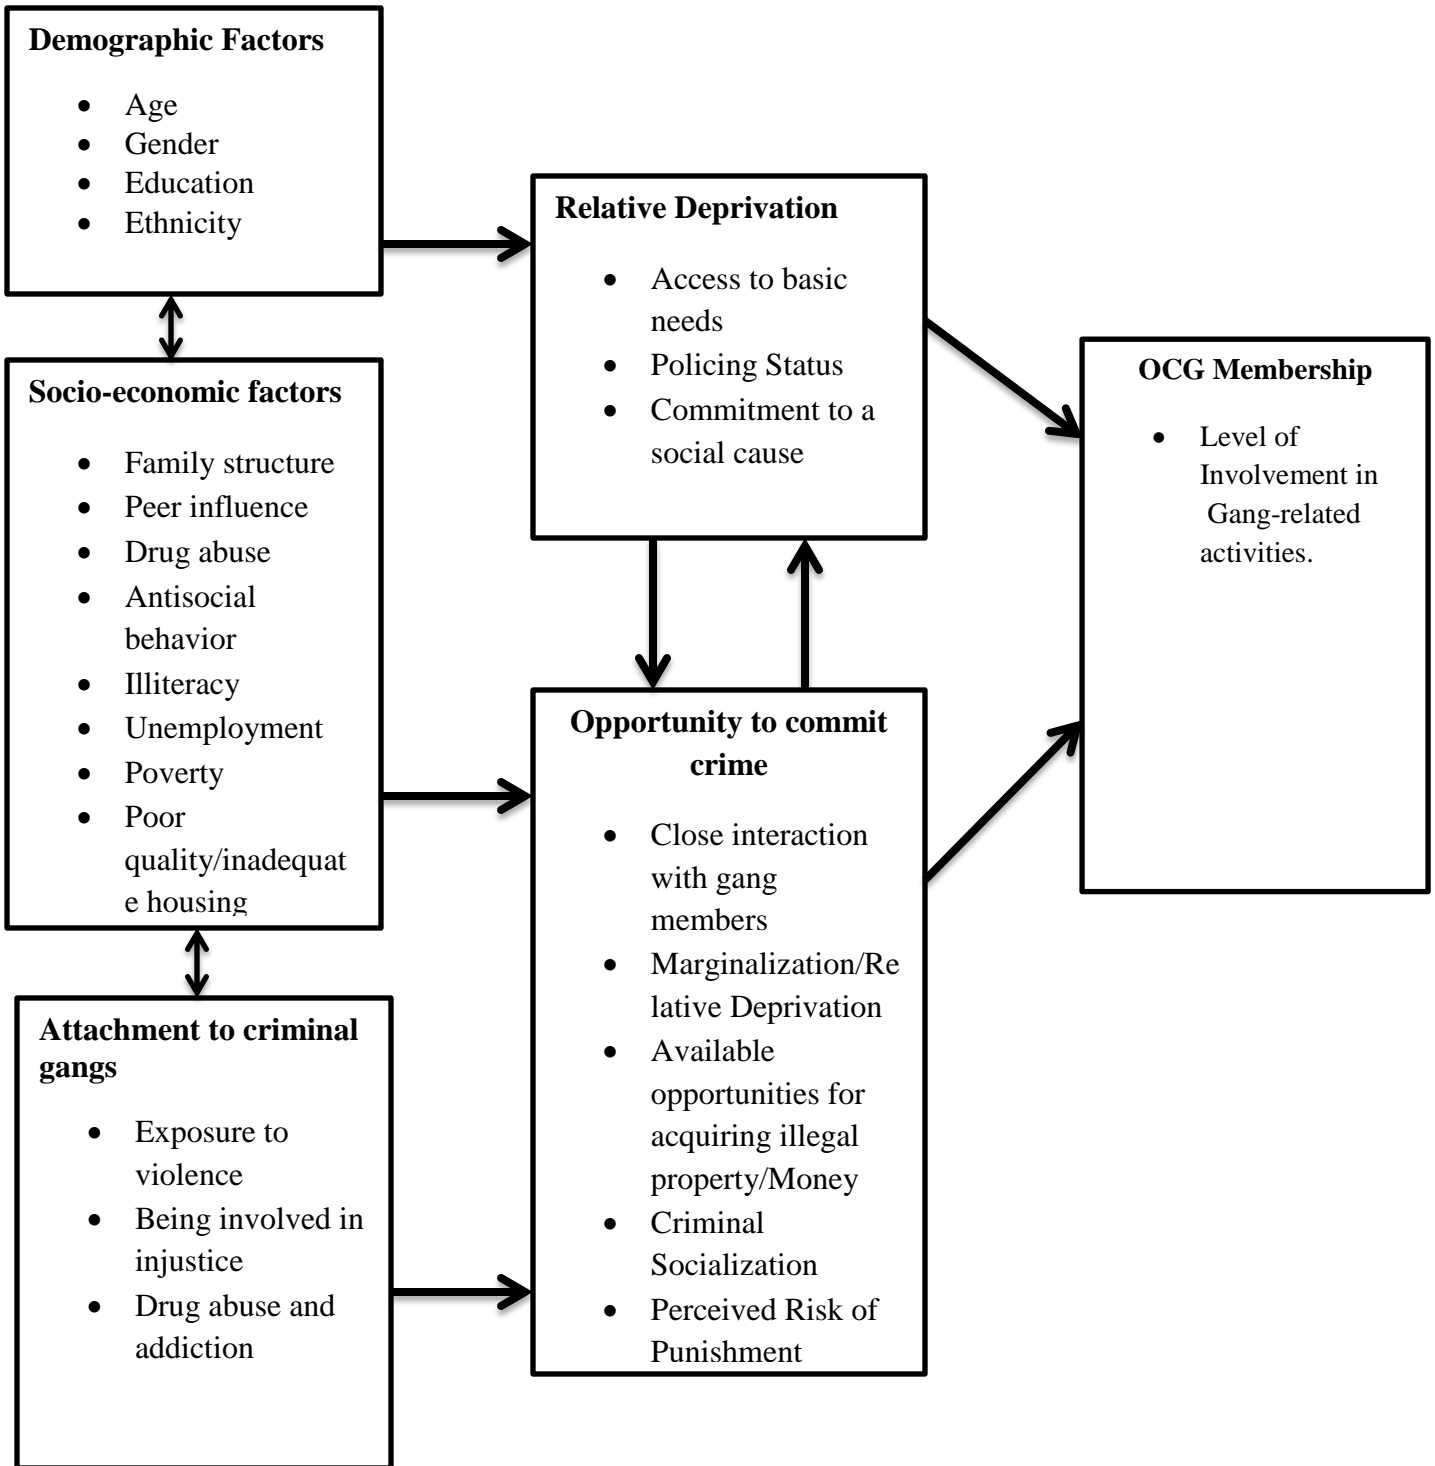 Demographic Factors
• Age
• Gender
• Education
• Ethnicity
Socio-economic factors
• Family structure
• Peer influence
• Drug abuse
• Antisocial
behavior
• Illiteracy
• Unemployment
• Poverty
• Poor
quality/inadequat
e housing
Attachment to criminal
gangs
• Exposure to
violence
• Being involved in
injustice
• Drug abuse and
addiction
Relative Deprivation
• Access to basic
needs
• Policing Status
• Commitment to a
social cause
Opportunity to commit
crime
• Close interaction
with gang
members
• Marginalization/Re
lative Deprivation
• Available
opportunities for
acquiring illegal
property/Money
• Criminal
Socialization
• Perceived Risk of
Punishment
OCG Membership
• Level of
Involvement in
Gang-related
activities.